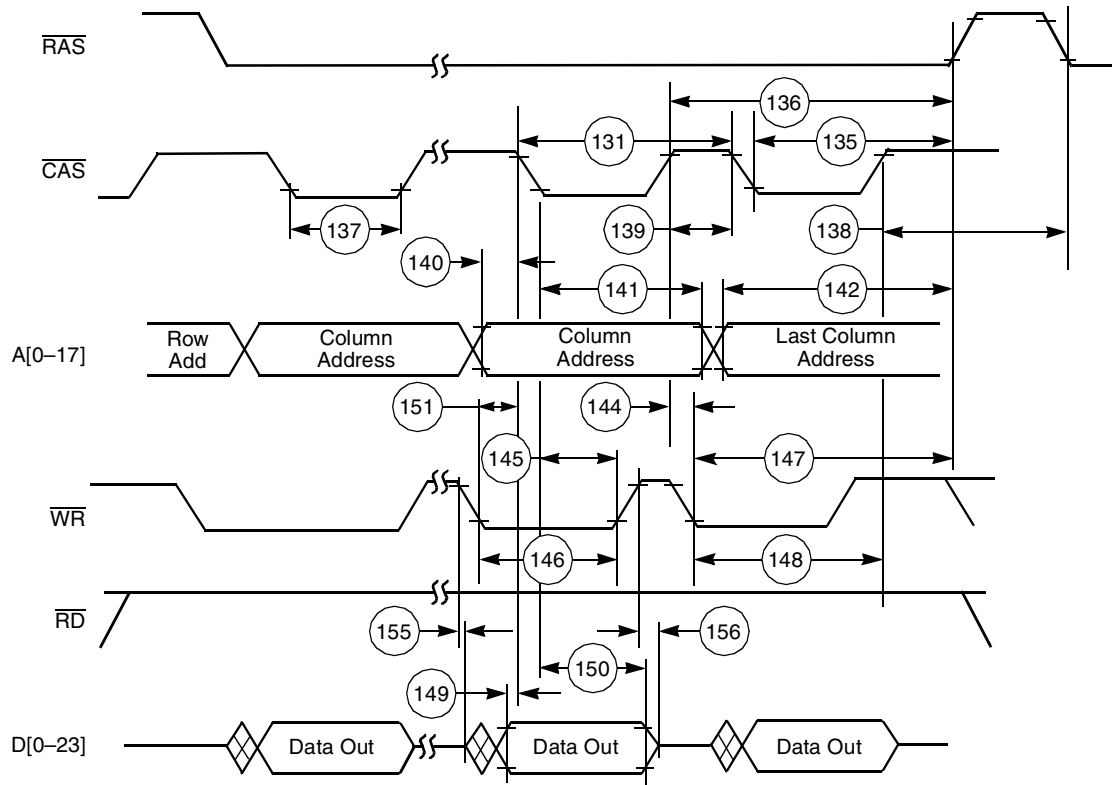 RAS
136
131
135
CAS
137
139
138
140
141
142
A[0–17]
Row
Add
Column
Address
Column
Address
Last Column
Address
151
144
145
147
WR
146
148
RD
155
156
150
149
D[0–23]
Data Out
Data Out
Data Out